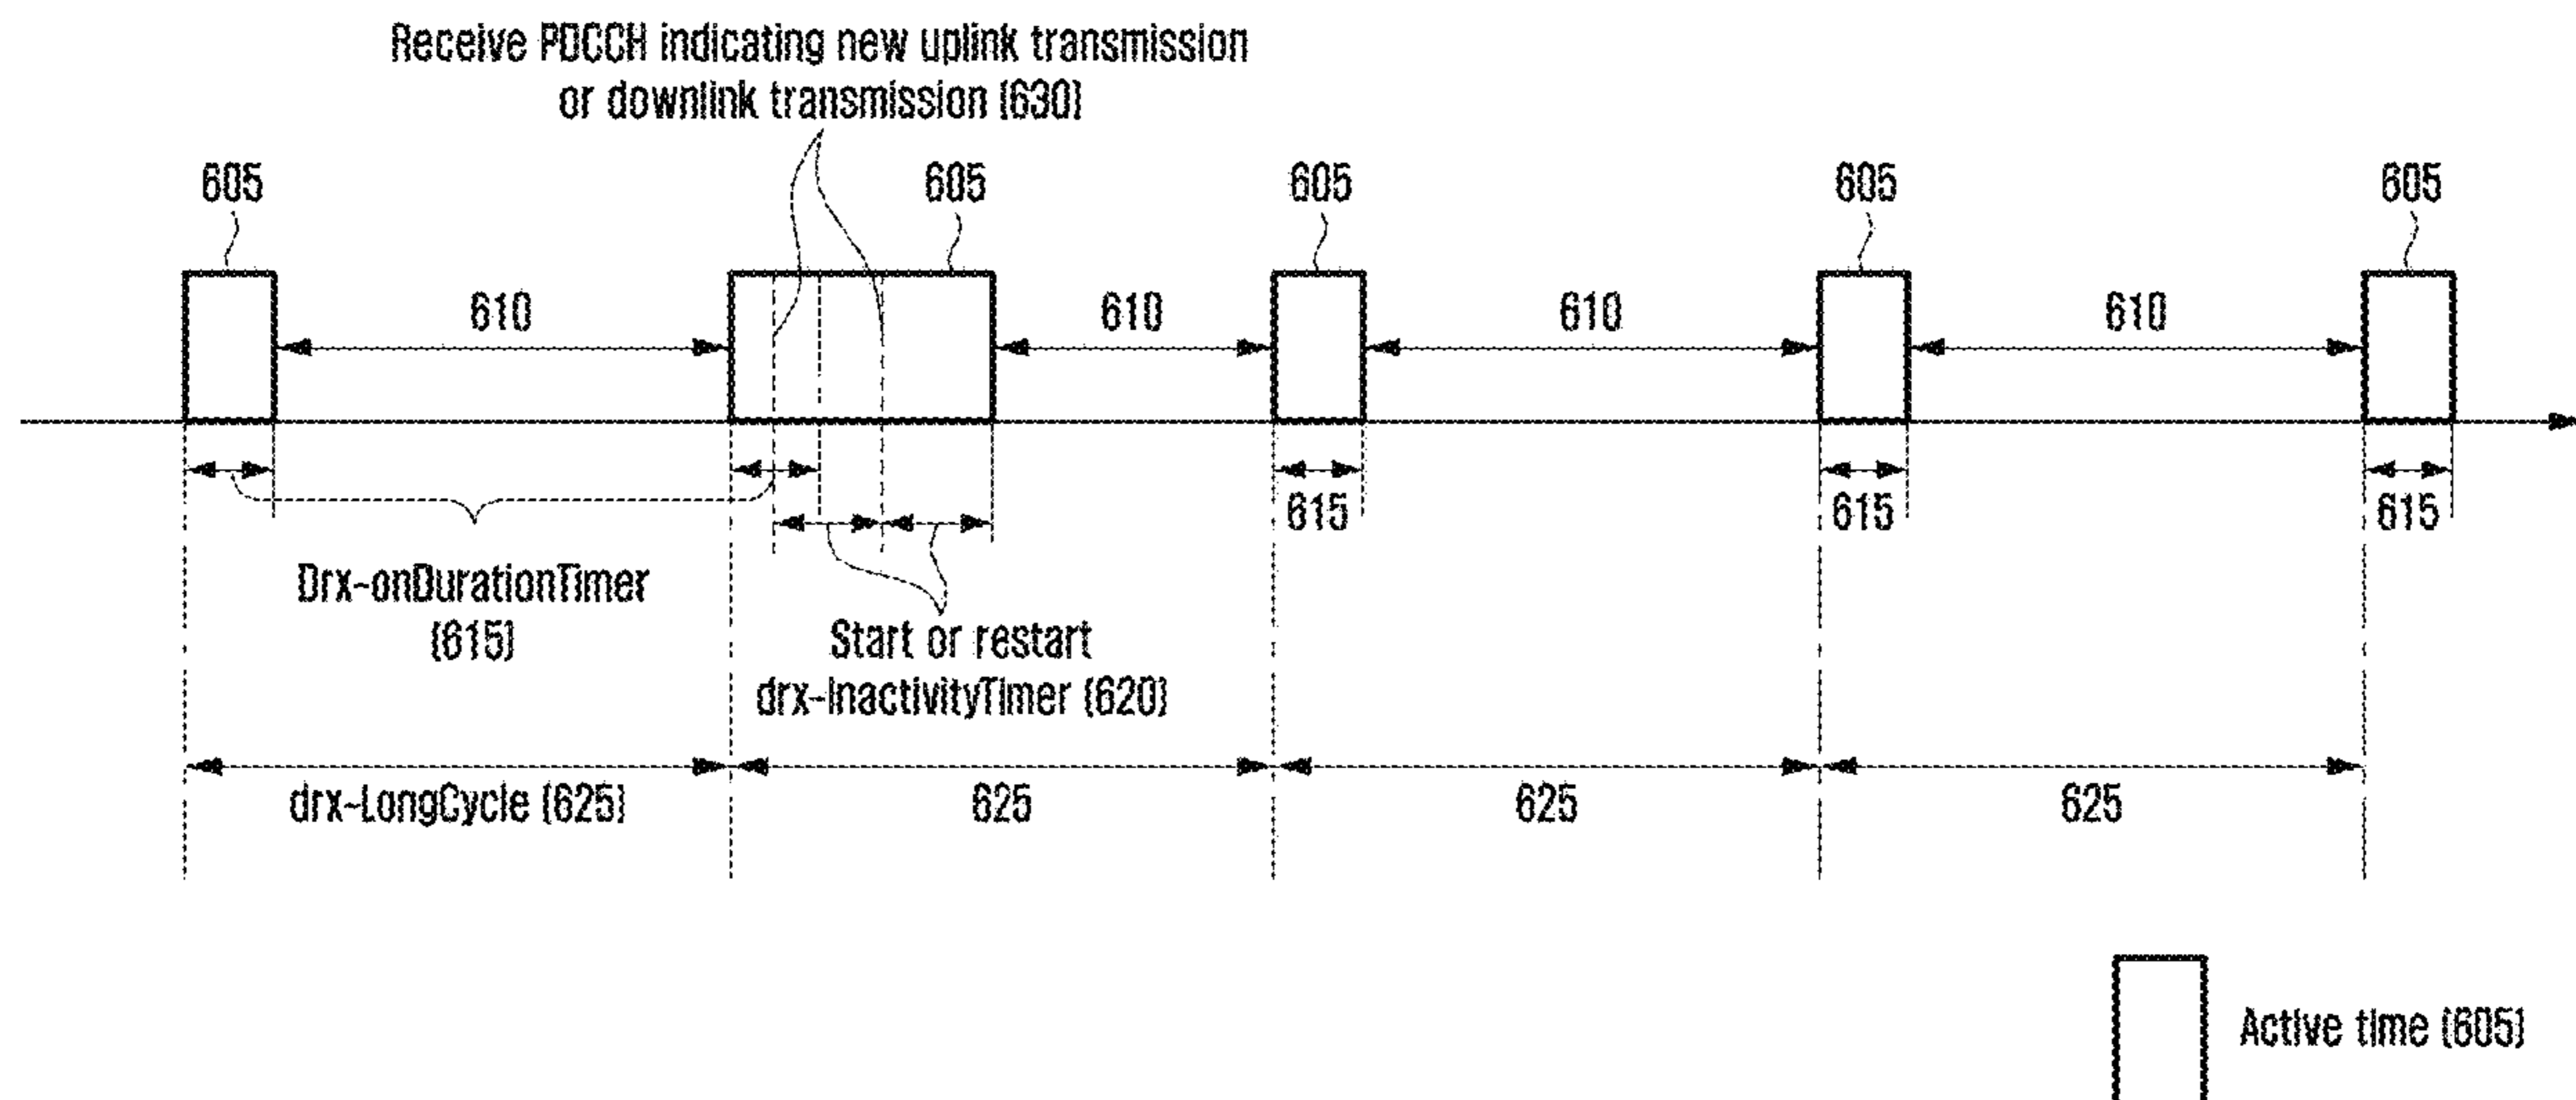 Receive PDCCH indicating new uplink transmission
or downlink transmission (630)
605 605 605 605 605
610 610 610 610
615 615 615
Drx-onDurationTimer
(615)
Start or restart
drx-InactivityTimer (620)
drx-LongCycle (625) 625 625 625
Active time (605)